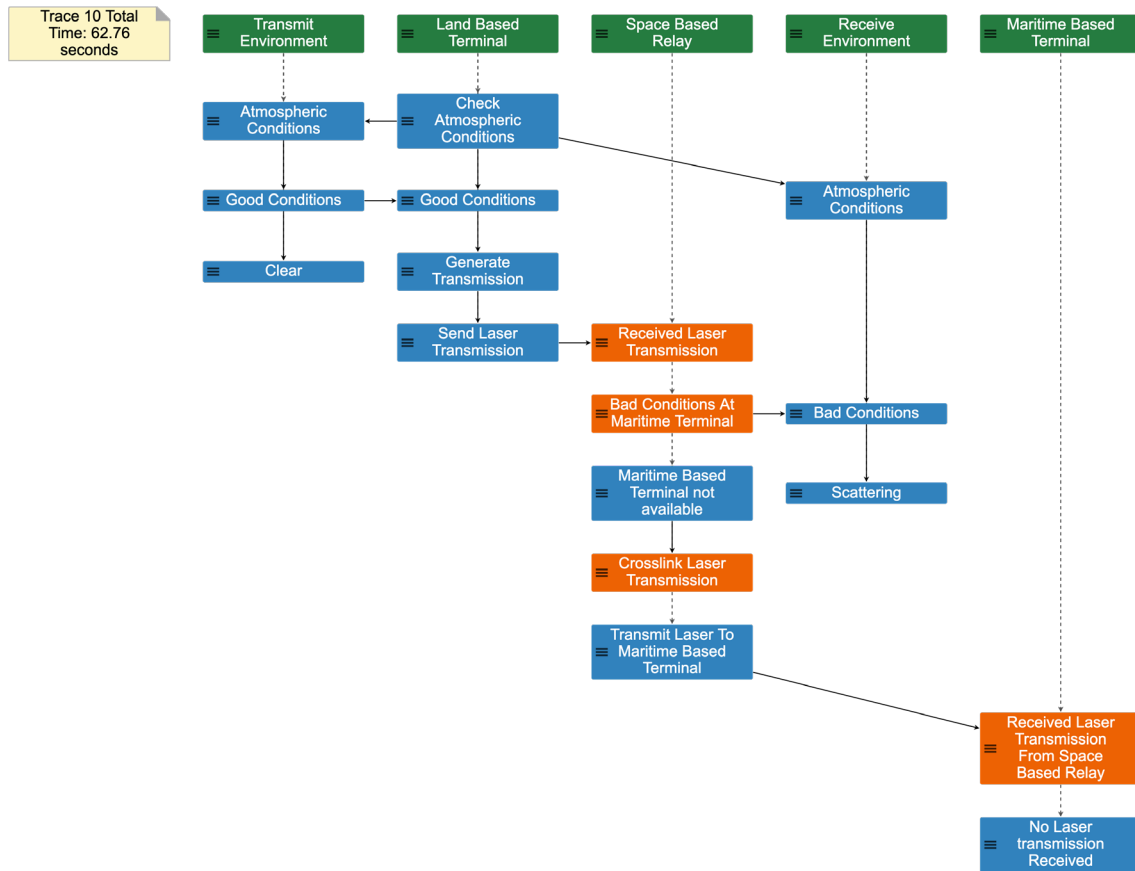 Trace 10 Total
Time: 62.76
seconds
Transmit
Environment
Land Based
Terminal
Space Based
Relay
Receive
Environment
Maritime Based
Terminal
Atmospheric
Conditions
Check
Atmospheric
Conditions
Atmospheric
Conditions
Good Conditions
Good Conditions
Clear
Generate
Transmission
Send Laser
Transmission
Received Laser
Transmission
Bad Conditions At
Maritime Terminal
Bad Conditions
Maritime Based
Terminal not
available
Scattering
Crosslink Laser
Transmission
Transmit Laser To
Maritime Based
Terminal
Received Laser
Transmission
From Space
Based Relay
No Laser
transmission
Received